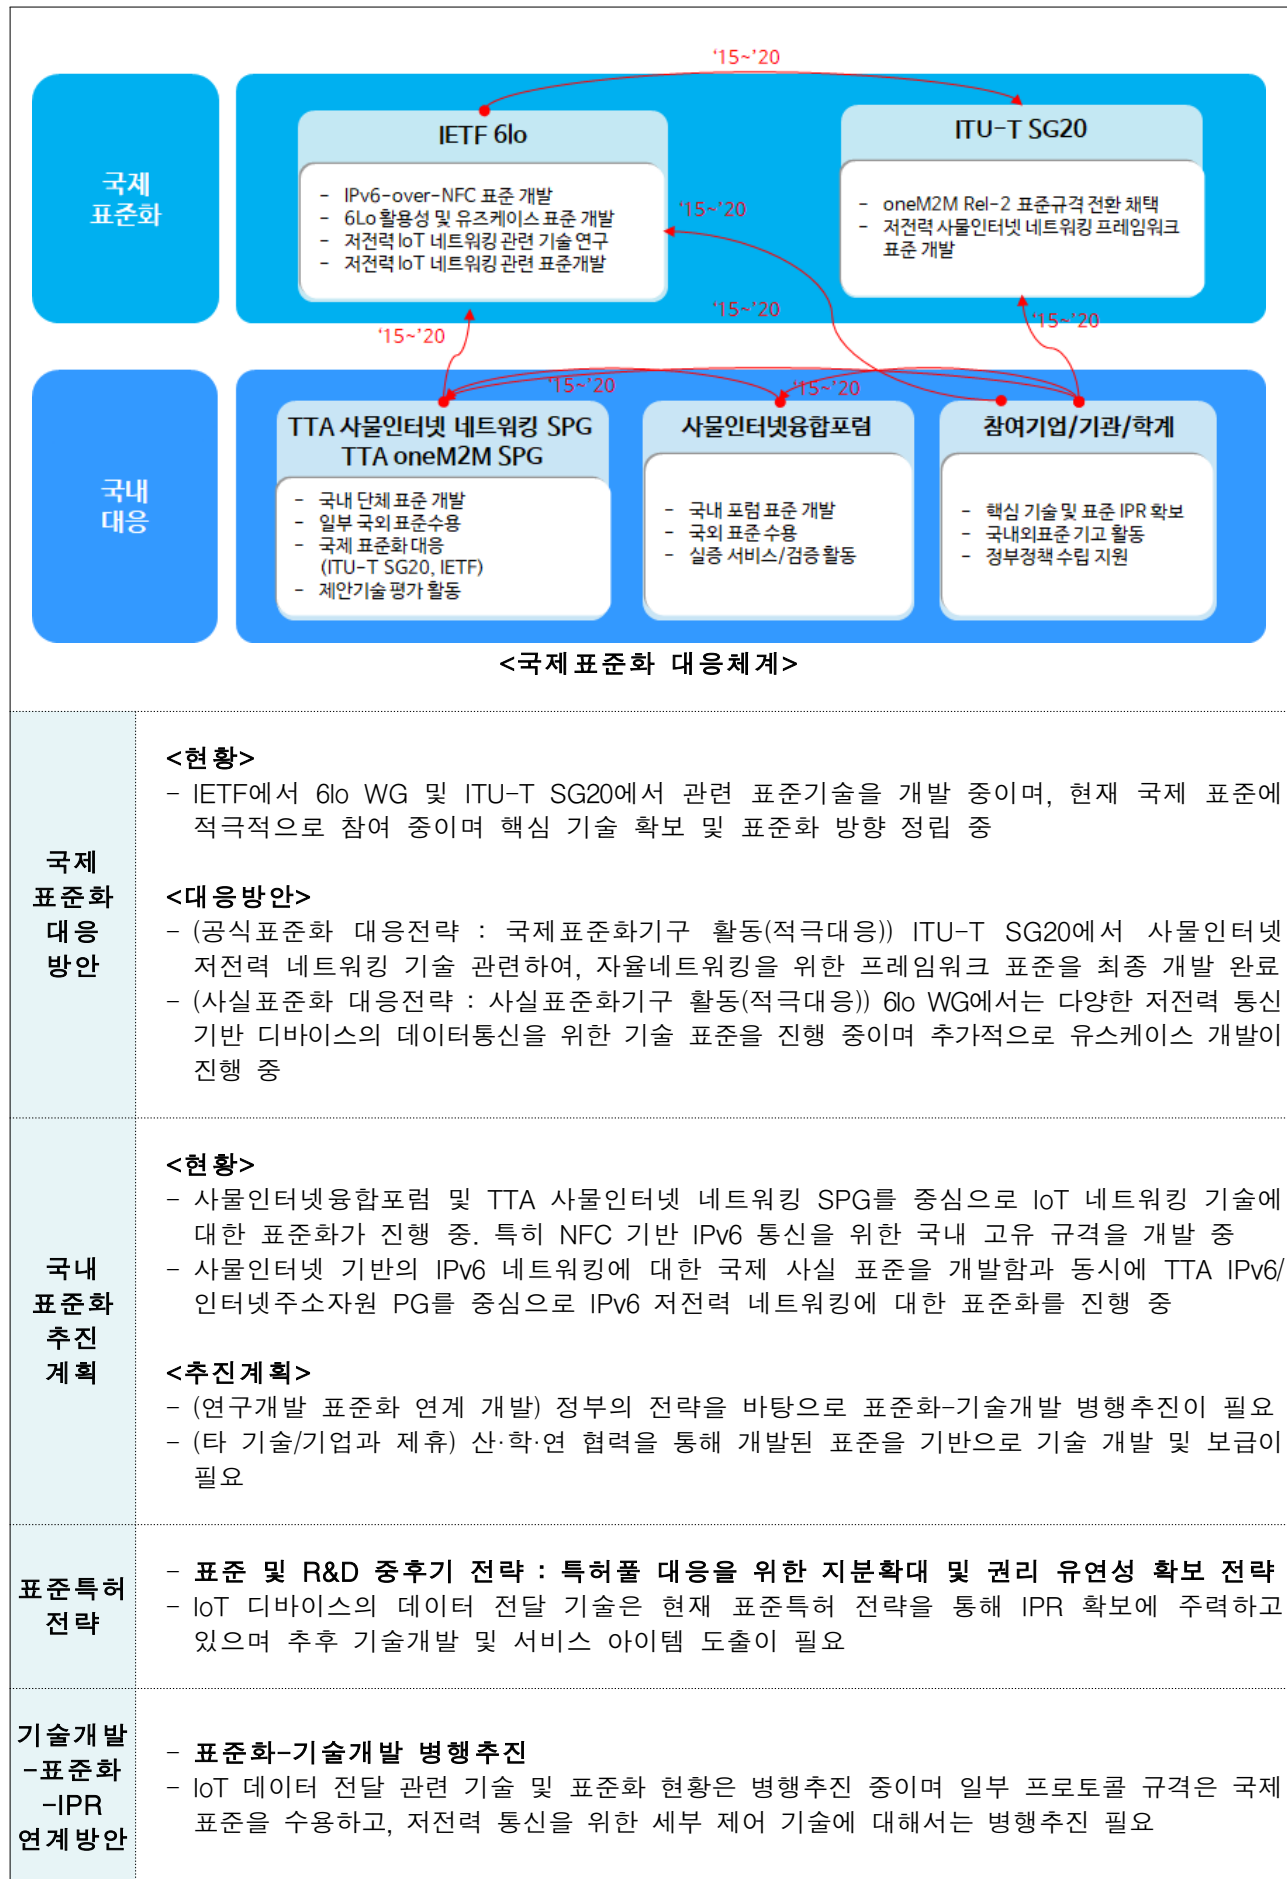 '15~'20
국제
표준화
IETF 6lo
- IPv6-over-NFC 표준 개발
- 6Lo 활용성 및 유즈케이스 표준 개발
- 저전력 IoT 네트워킹 관련 기술 연구
- 저전력 IoT 네트워킹 관련 표준개발
ITU-T SG20
- oneM2M Rel-2 표준규격 전환 채택
- 저전력 사물인터넷 네트워킹 프레임워크
표준 개발
'15~'20
'15~'20
'15~'20
'15~'20
'15~'20
'15~'20
국내
대응
TTA 사물인터넷 네트워킹 SPG
TTA oneM2M SPG
- 국내 단체 표준 개발
- 일부 국외 표준수용
- 국제 표준화 대응
(ITU-T SG20, IETF)
- 제안기술 평가 활동
사물인터넷융합포럼
- 국내 포럼 표준 개발
- 국외 표준 수용
- 실증 서비스/검증 활동
참여기업/기관/학계
- 핵심 기술 및 표준 IPR 확보
- 국내외표준 기고 활동
- 정부정책 수립 지원
<국제표준화 대응체계>
국제
표준화
대응
방안
<현황>
- IETF에서 6lo WG 및 ITU-T SG20에서 관련 표준기술을 개발 중이며, 현재 국제 표준에
적극적으로 참여 중이며 핵심 기술 확보 및 표준화 방향 정립 중
<대응방안>
- (공식표준화 대응전략 : 국제표준화기구 활동(적극대응)) ITU-T SG20에서 사물인터넷
저전력 네트워킹 기술 관련하여, 자율네트워킹을 위한 프레임워크 표준을 최종 개발 완료
- (사실표준화 대응전략 : 사실표준화기구 활동(적극대응)) 6lo WG에서는 다양한 저전력 통신
기반 디바이스의 데이터통신을 위한 기술 표준을 진행 중이며 추가적으로 유스케이스 개발이
진행 중
국내
표준화
추진
계획
<현황>
- 사물인터넷융합포럼 및 TTA 사물인터넷 네트워킹 SPG를 중심으로 IoT 네트워킹 기술에
대한 표준화가 진행 중. 특히 NFC 기반 IPv6 통신을 위한 국내 고유 규격을 개발 중
- 사물인터넷 기반의 IPv6 네트워킹에 대한 국제 사실 표준을 개발함과 동시에 TTA IPv6/
인터넷주소자원 PG를 중심으로 IPv6 저전력 네트워킹에 대한 표준화를 진행 중
<추진계획>
- (연구개발 표준화 연계 개발) 정부의 전략을 바탕으로 표준화-기술개발 병행추진이 필요
- (타 기술/기업과 제휴) 산·학·연 협력을 통해 개발된 표준을 기반으로 기술 개발 및 보급이
필요
표준특허
전략
- 표준 및 R&D 중후기 전략 : 특허풀 대응을 위한 지분확대 및 권리 유연성 확보 전략
- IoT 디바이스의 데이터 전달 기술은 현재 표준특허 전략을 통해 IPR 확보에 주력하고
있으며 추후 기술개발 및 서비스 아이템 도출이 필요
기술개발
-표준화
-IPR
연계방안
- 표준화-기술개발 병행추진
- IoT 데이터 전달 관련 기술 및 표준화 현황은 병행추진 중이며 일부 프로토콜 규격은 국제
표준을 수용하고, 저전력 통신을 위한 세부 제어 기술에 대해서는 병행추진 필요